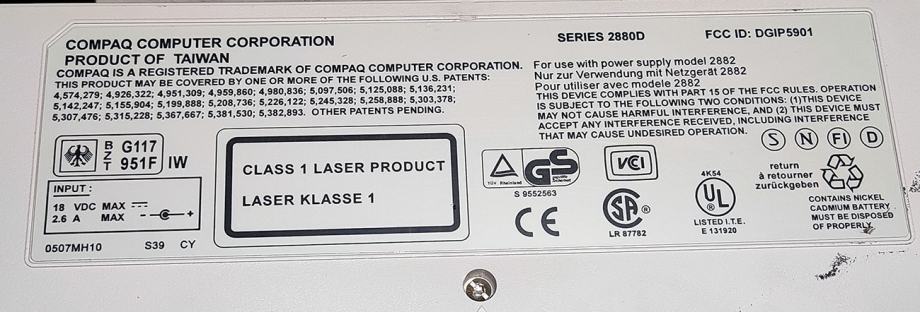 COMPAQ COMPUTER CORPORATION
PRODUCT OF TAIWAN
COMPAQ IS A REGISTERED TRADEMARK OF COMPAQ COMPUTER CORPORATION.
THIS PRODUCT MAY BE COVERED BY ONE OR MORE OF THE FOLLOWING U.S. PATENTS:
4,574,279; 4,926,322; 4,951,309; 4,959,860; 4,980,836; 5,097,506; 5,125,088; 5,136,231;
5,142,247; 5,155,904; 5,199,888; 5,208,736; 5,226,122; 5,245,328; 5,258,888; 5,303,378;
5,307,476; 5,315,228; 5,367,667; 5,381,530; 5,382,893. OTHER PATENTS PENDING.
SERIES 2880D
FCC ID: DGIP5901
For use with power supply model 2882
Nur zur Verwendung mit Netzgerät 2882
Pour utiliser avec modele 2882
THIS DEVICE COMPLIES WITH PART 15 OF THE FCC RULES. OPERATION
IS SUBJECT TO THE FOLLOWING TWO CONDITIONS: (1)THIS DEVICE
MAY NOT CAUSE HARMFUL INTERFERENCE, AND (2) THIS DEVICE MUST
ACCEPT ANY INTERFERENCE RECEIVED, INCLUDING INTERFERENCE
THAT MAY CAUSE UNDESIRED OPERATION.
S N FI D
BZT G117
951F IW
INPUT :
18 VDC MAX
2.6 A MAX - +
0507MH10 S39 CY
CLASS 1 LASER PRODUCT
LASER KLASSE 1
TÜV Rheinland
GS
geprüfte
Sicherheit
S 9552563
CE
VCI
SA ®
LR 87782
4K54
UL ®
LISTED I.T.E.
E 131920
return
à retourner
zurückgeben
CONTAINS NICKEL
CADMIUM BATTERY.
MUST BE DISPOSED
OF PROPERLY.